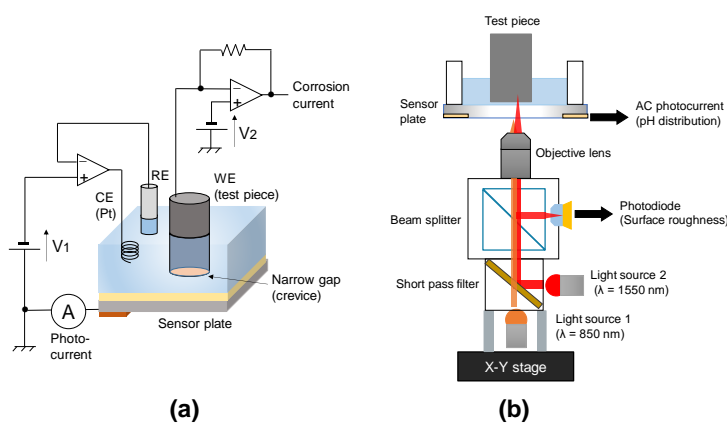 Corrosion
current
V2
RE
WE
(test piece)
CE
(Pt)
V1
Narrow gap
(crevice)
A
Sensor plate
Photo-
current
(a)
Test piece
Sensor
plate
AC photocurrent
(pH distribution)
Objective lens
Beam splitter
Photodiode
(Surface roughness)
Short pass filter
Light source 2
(λ = 1550 nm)
Light source 1
(λ = 850 nm)
X-Y stage
(b)